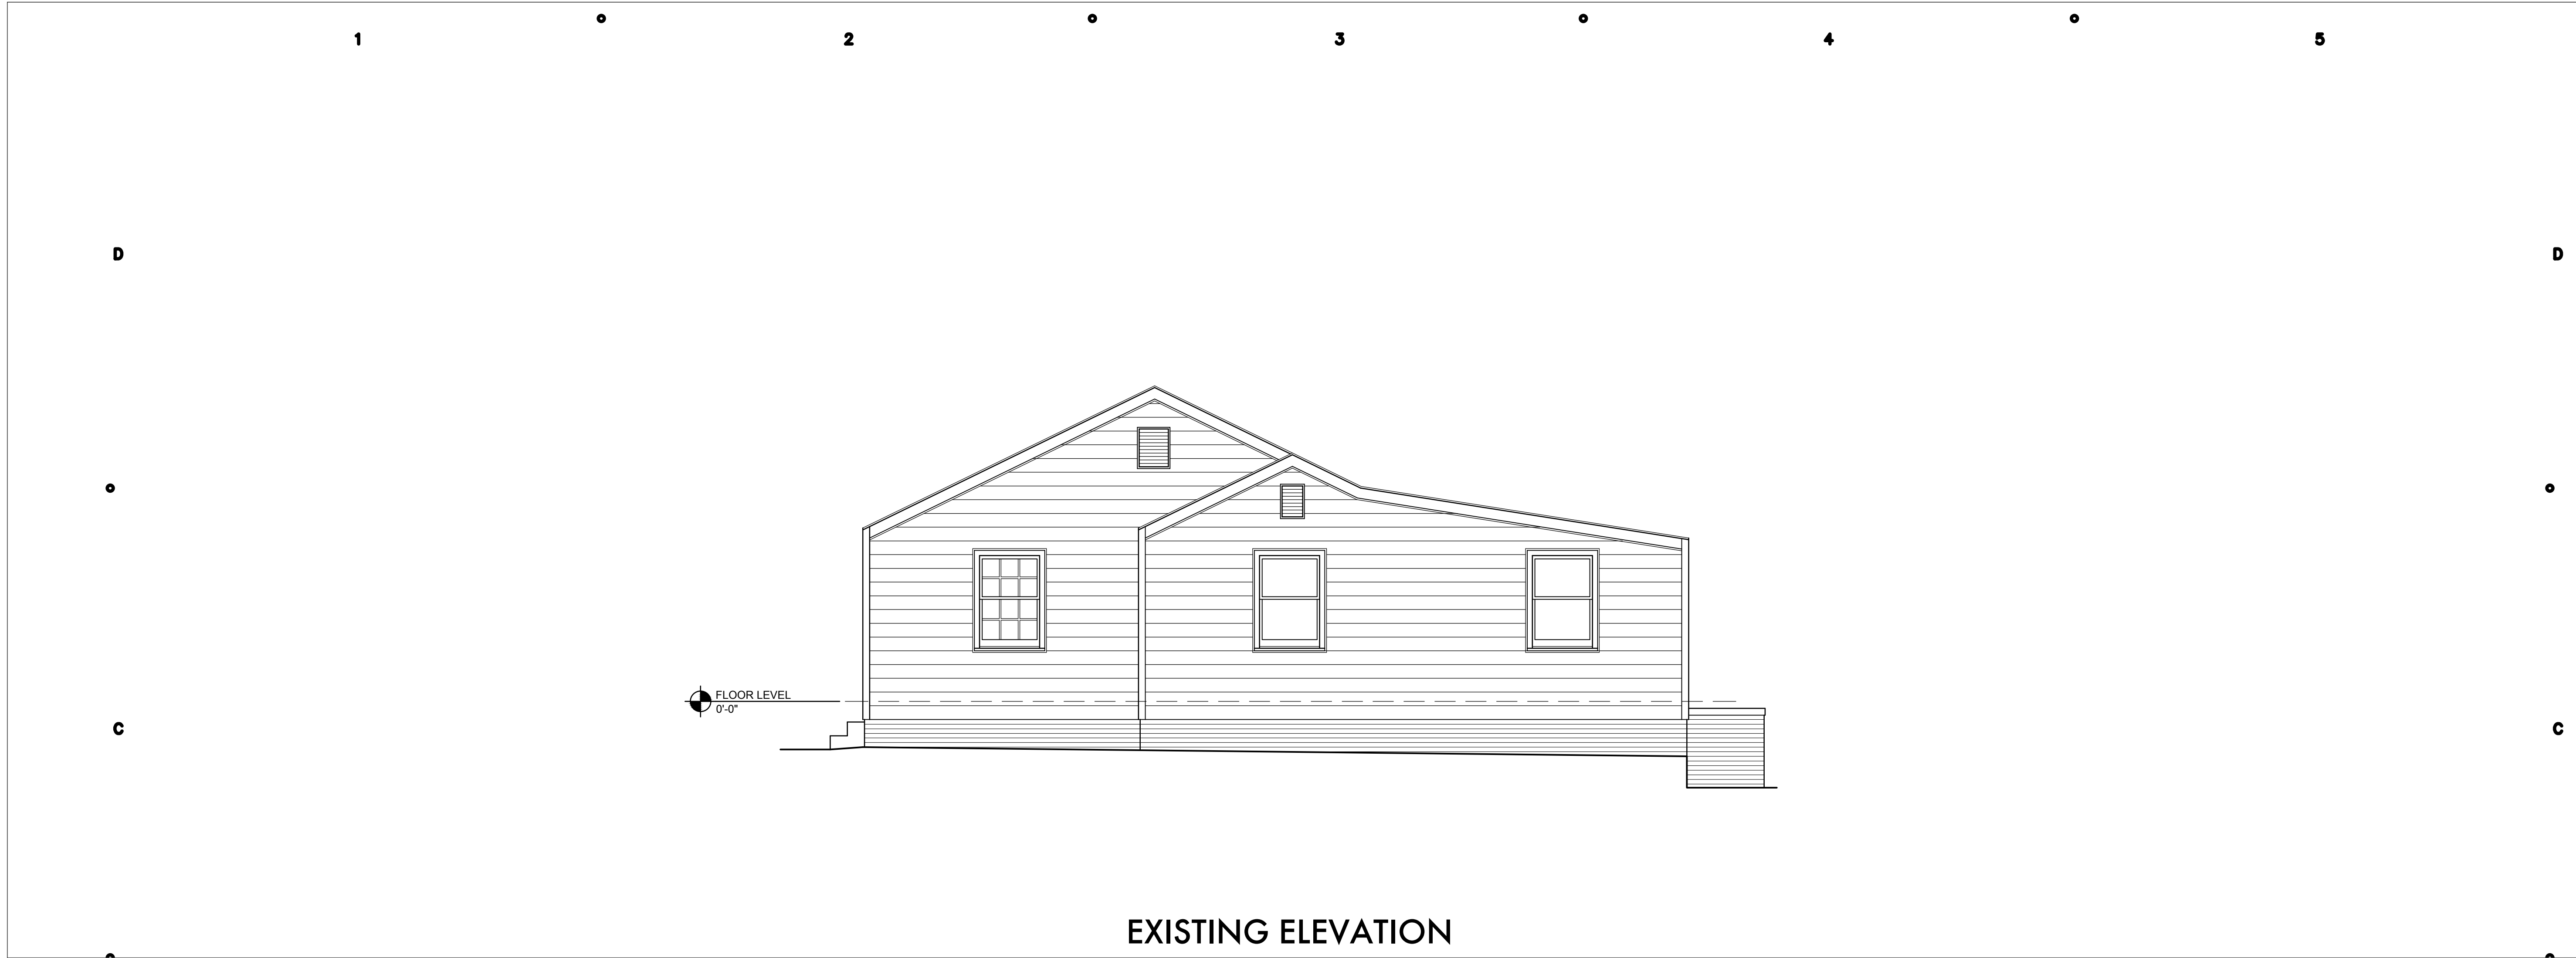 1 2 3 4 5
D D
FLOOR LEVEL
0'-0"
C C
EXISTING ELEVATION